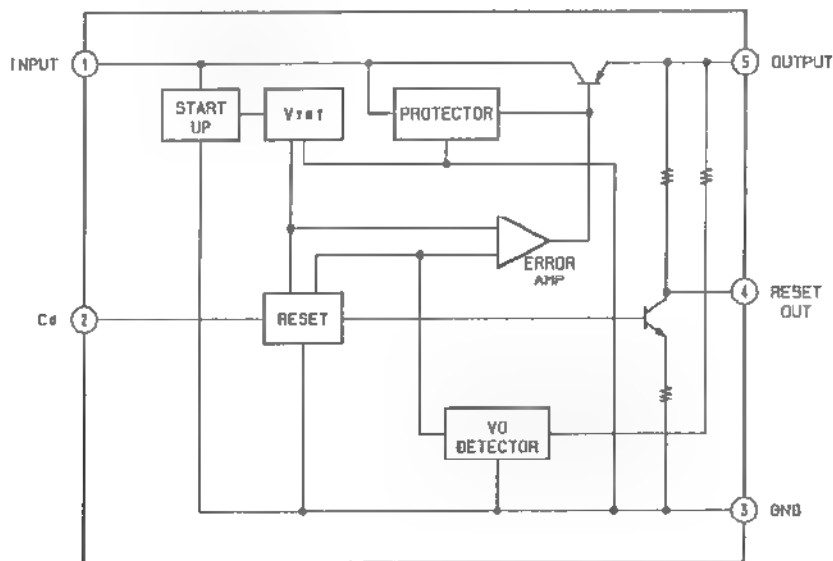 INPUT
1
5
OUTPUT
START
UP
Vref
PROTECTOR
ERROR
AMP
4
RESET
OUT
Cd
2
RESET
VO
DETECTOR
3
GND